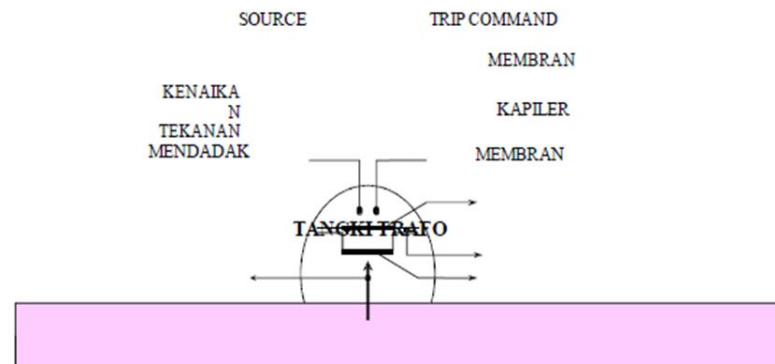 SOURCE
TRIP COMMAND
MEMBRAN
KENAIKA
N
TEKANAN
MENDADAK
KAPILER
MEMBRAN
TANGKI TRAFO